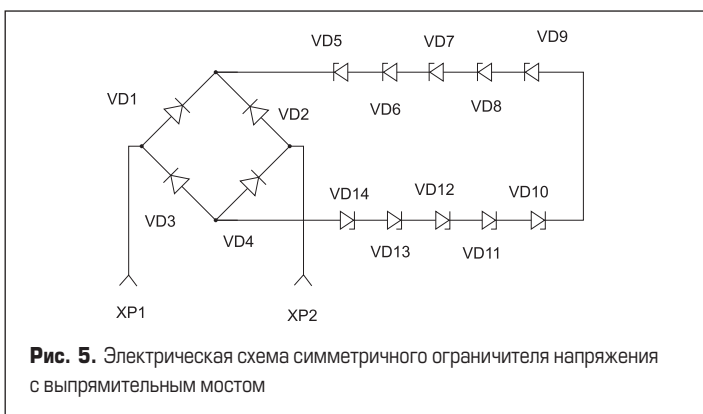 VD5 VD7 VD9
VD1 VD2 VD6 VD8
VD3 VD4 VD14 VD12 VD10
VD13 VD11
XP1 XP2
Рис. 5. Электрическая схема симметричного ограничителя напряжения
с выпрямительным мостом